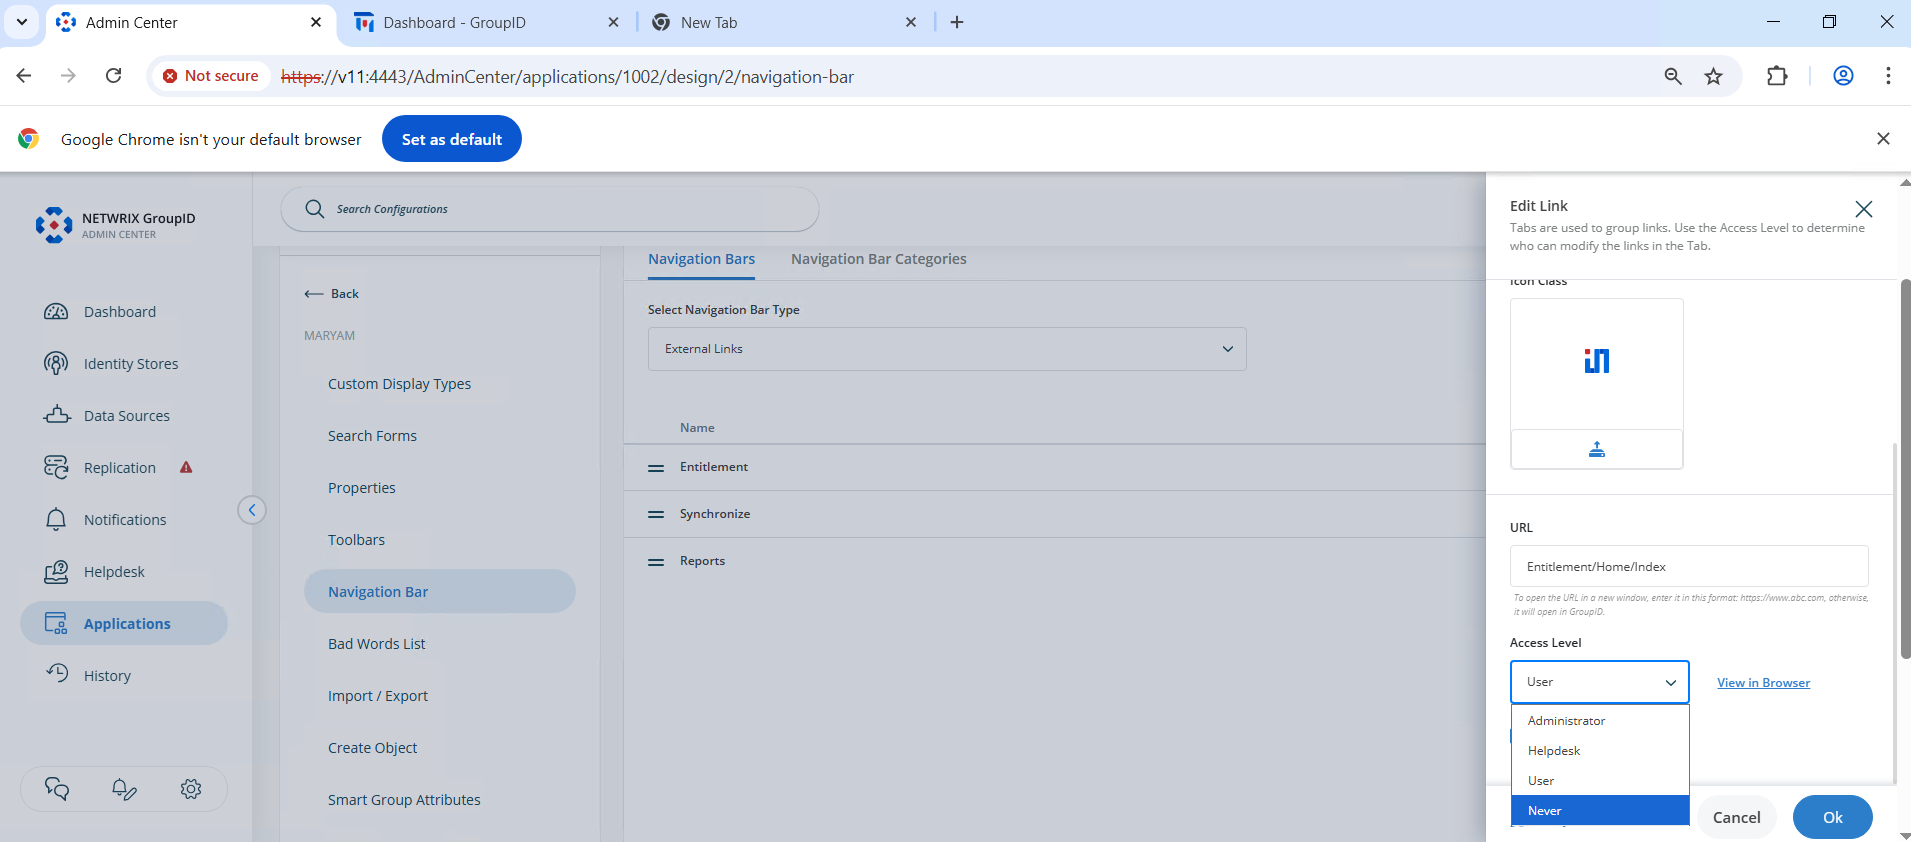 Admin Center
Dashboard - GroupID
New Tab
Not secure
https://v11:4443/AdminCenter/applications/1002/design/2/navigation-bar
Google Chrome isn't your default browser
Set as default
NETWRIX GroupID
ADMIN CENTER
Dashboard
Identity Stores
Data Sources
Replication
Notifications
Helpdesk
Applications
History
Search Configurations
Back
MARYAM
Custom Display Types
Search Forms
Properties
Toolbars
Navigation Bar
Bad Words List
Import / Export
Create Object
Smart Group Attributes
Navigation Bars
Navigation Bar Categories
Select Navigation Bar Type
External Links
Name
Entitlement
Synchronize
Reports
Edit Link
Tabs are used to group links. Use the Access Level to determine
who can modify the links in the Tab.
Icon Class
URL
Entitlement/Home/Index
To open the URL in a new window, enter it in this format: https://www.abc.com, otherwise,
it will open in GroupID.
Access Level
User
View in Browser
Administrator
Helpdesk
User
Never
Cancel
Ok